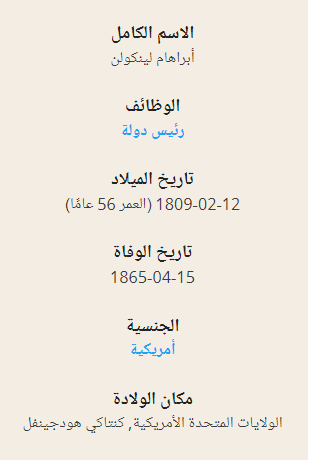 الاسم الكامل
أبراهام لينكولن
الوظائف
رئيس دولة
تاريخ الميلاد
1809-02-12 (العمر 56 عامًا)
تاريخ الوفاة
1865-04-15
الجنسية
أمريكية
مكان الولادة
الولايات المتحدة الأمريكية, كنتاكي هودجينفل